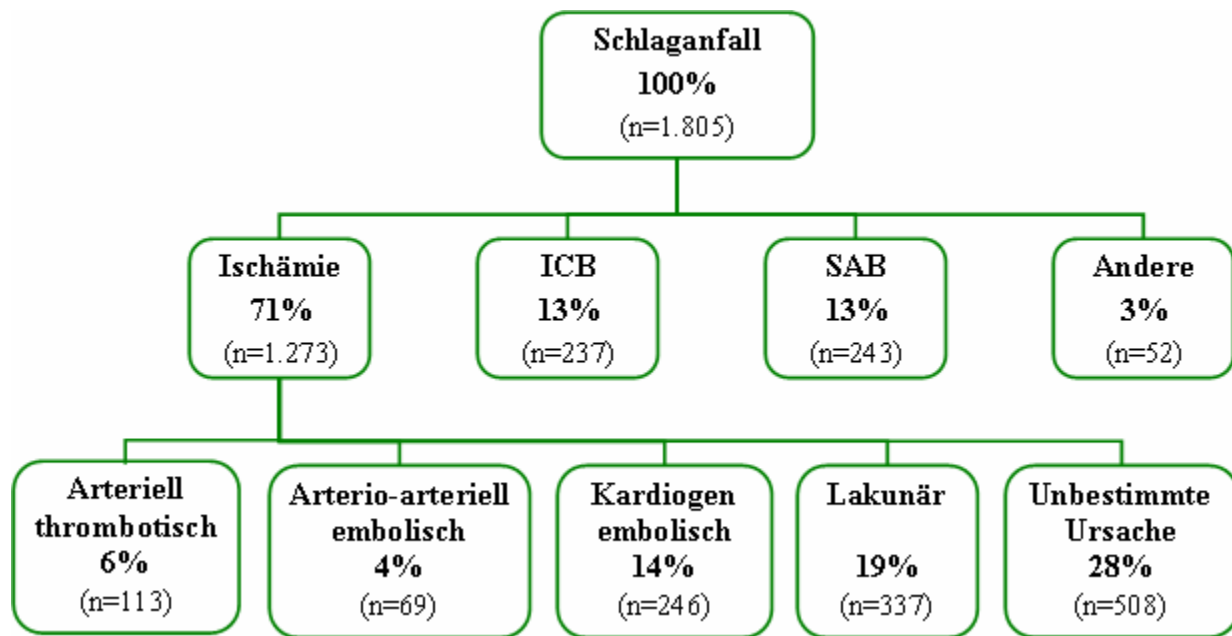 Schlaganfall
100%
(n=1.805)
Ischämie
71%
(n=1.273)
ICB
13%
(n=237)
SAB
13%
(n=243)
Andere
3%
(n=52)
Arteriell
thrombotisch
6%
(n=113)
Arterio-arteriell
embolisch
4%
(n=69)
Kardiogen
embolisch
14%
(n=246)
Lakunär
19%
(n=337)
Unbestimmte
Ursache
28%
(n=508)